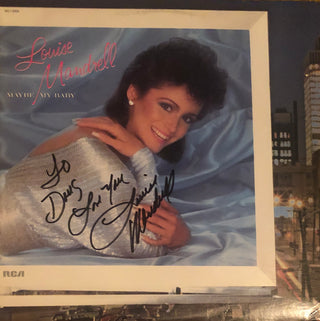 Louise
Mandrell
MAYBE MY BABY
To
Doug
Love You
Louise
Mandrell
RCA